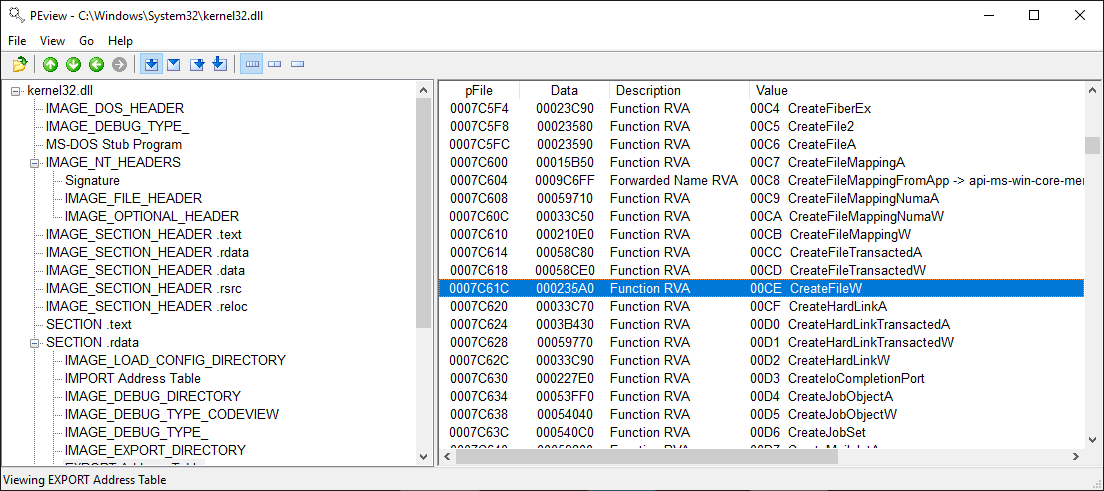 PEview - C:\Windows\System32\kernel32.dll
File View Go Help
kernel32.dll
IMAGE_DOS_HEADER
IMAGE_DEBUG_TYPE_
MS-DOS Stub Program
IMAGE_NT_HEADERS
Signature
IMAGE_FILE_HEADER
IMAGE_OPTIONAL_HEADER
IMAGE_SECTION_HEADER .text
IMAGE_SECTION_HEADER .rdata
IMAGE_SECTION_HEADER .data
IMAGE_SECTION_HEADER .rsrc
IMAGE_SECTION_HEADER .reloc
SECTION .text
SECTION .rdata
IMAGE_LOAD_CONFIG_DIRECTORY
IMPORT Address Table
IMAGE_DEBUG_DIRECTORY
IMAGE_DEBUG_TYPE_CODEVIEW
IMAGE_DEBUG_TYPE_
IMAGE_EXPORT_DIRECTORY
EXPORT Address Table
pFile Data Description Value
0007C5F4 00023C90 Function RVA 00C4 CreateFiberEx
0007C5F8 00023580 Function RVA 00C5 CreateFile2
0007C5FC 00023590 Function RVA 00C6 CreateFileA
0007C600 00015B50 Function RVA 00C7 CreateFileMappingA
0007C604 0009C6FF Forwarded Name RVA 00C8 CreateFileMappingFromApp -> api-ms-win-core-mer
0007C608 00059710 Function RVA 00C9 CreateFileMappingNumaA
0007C60C 00033C50 Function RVA 00CA CreateFileMappingNumaW
0007C610 000210E0 Function RVA 00CB CreateFileMappingW
0007C614 00058C80 Function RVA 00CC CreateFileTransactedA
0007C618 00058CE0 Function RVA 00CD CreateFileTransactedW
0007C61C 000235A0 Function RVA 00CE CreateFileW
0007C620 00033C70 Function RVA 00CF CreateHardLinkA
0007C624 0003B430 Function RVA 00D0 CreateHardLinkTransactedA
0007C628 00059770 Function RVA 00D1 CreateHardLinkTransactedW
0007C62C 00033C90 Function RVA 00D2 CreateHardLinkW
0007C630 000227E0 Function RVA 00D3 CreateIoCompletionPort
0007C634 00053FF0 Function RVA 00D4 CreateJobObjectA
0007C638 00054040 Function RVA 00D5 CreateJobObjectW
0007C63C 000540C0 Function RVA 00D6 CreateJobSet
Function RVA 00D7 CreateMailslotA
Viewing EXPORT Address Table